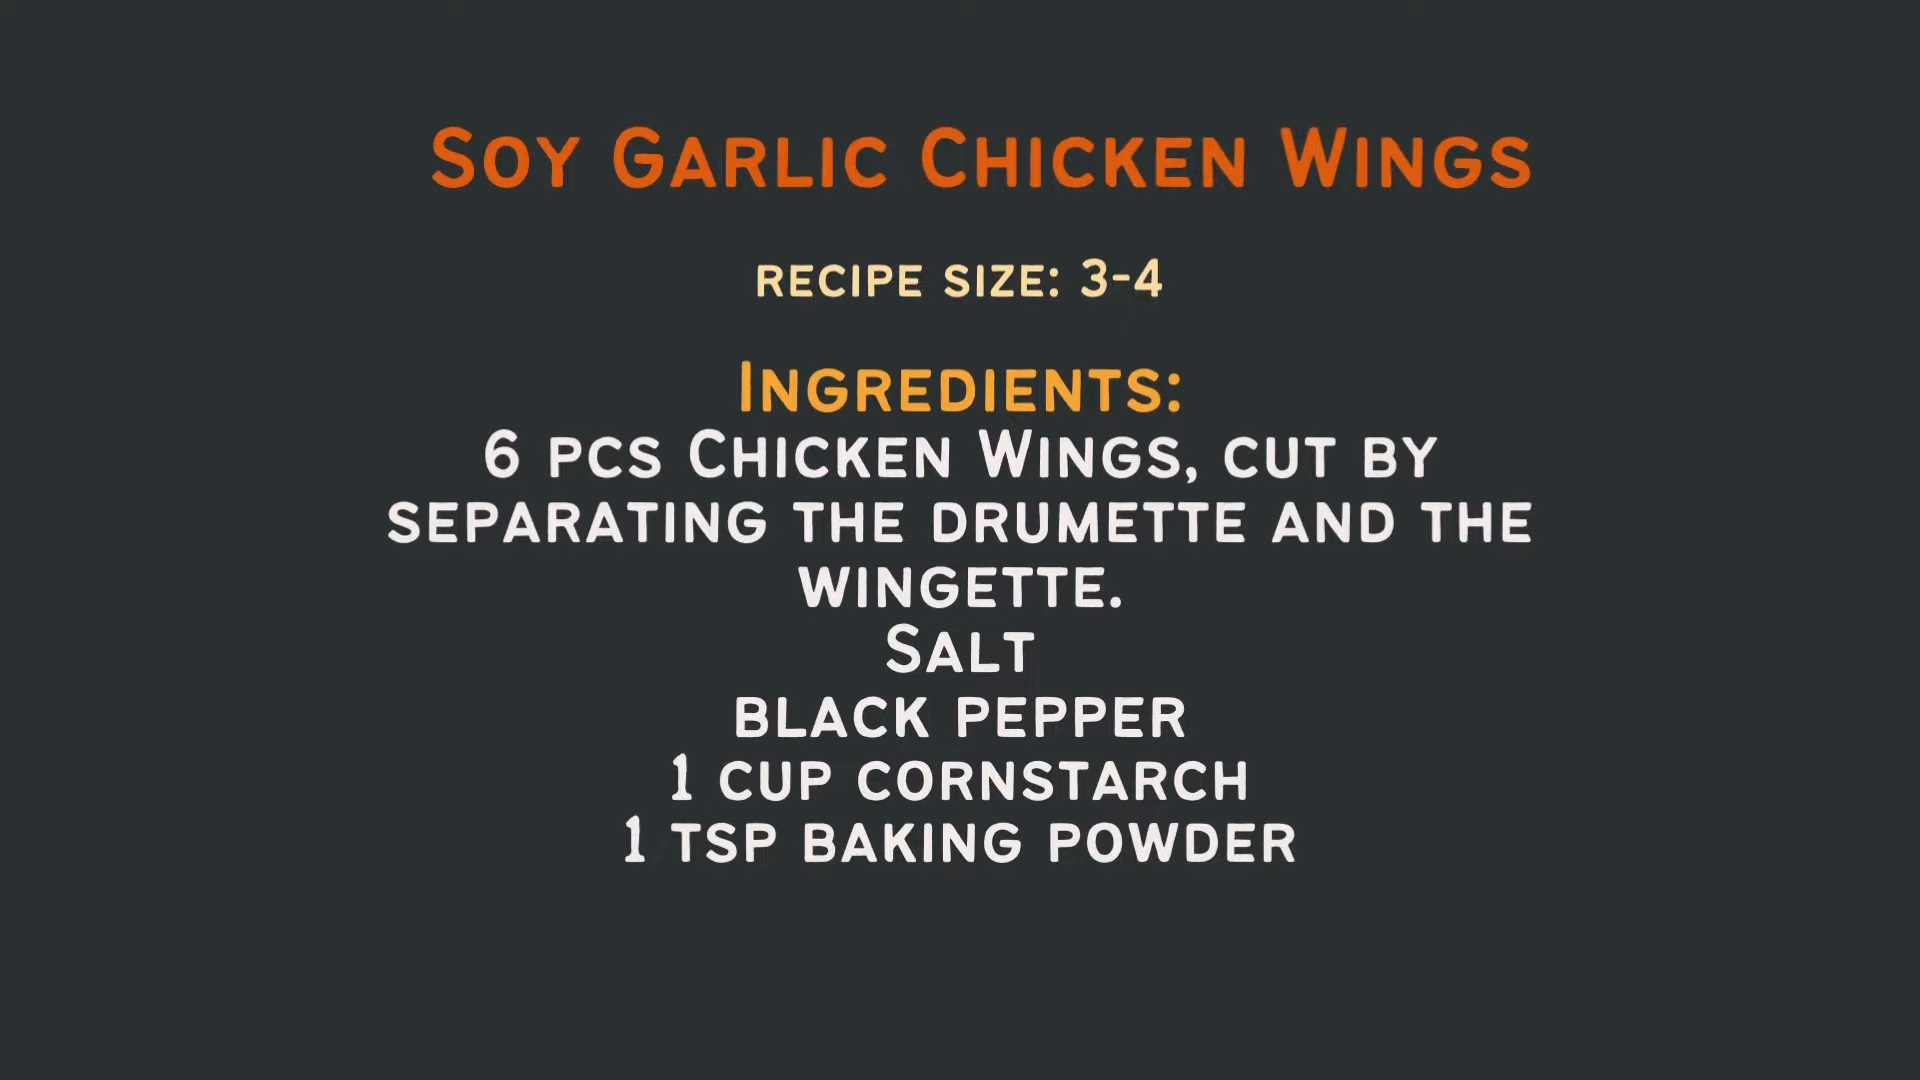 Soy Garlic Chicken Wings
recipe size: 3-4
Ingredients:
6 pcs Chicken Wings, cut by
separating the drumette and the
wingette.
Salt
black pepper
1 cup cornstarch
1 tsp baking powder